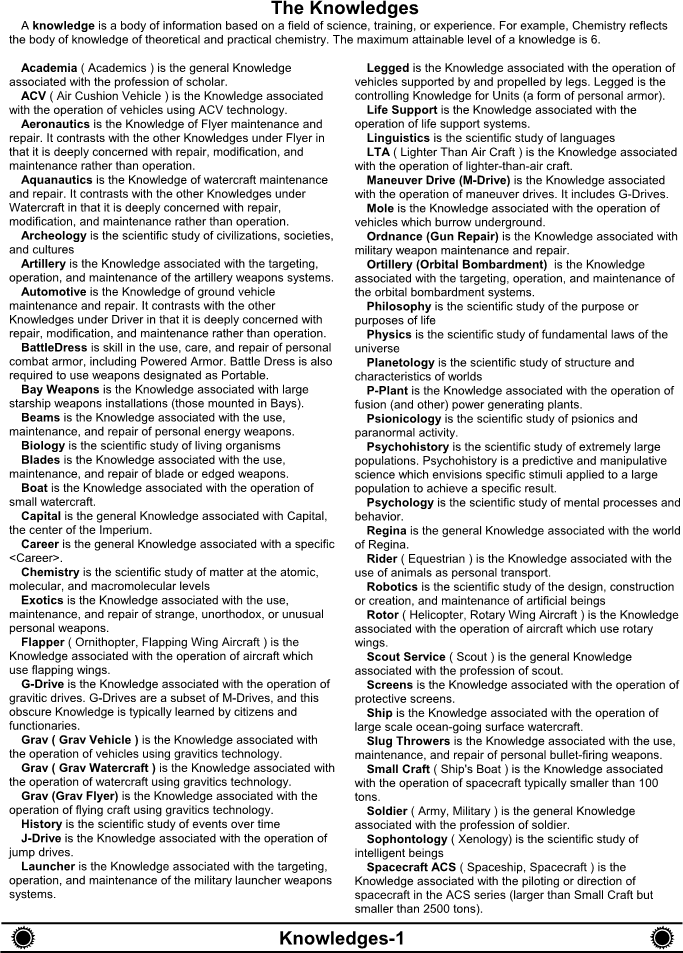 The Knowledges
A knowledge is a body of information based on a field of science, training, or experience. For example, Chemistry reflects
the body of knowledge of theoretical and practical chemistry. The maximum attainable level of a knowledge is 6.
Academia ( Academics ) is the general Knowledge
associated with the profession of scholar.
ACV ( Air Cushion Vehicle ) is the Knowledge associated
with the operation of vehicles using ACV technology.
Aeronautics is the Knowledge of Flyer maintenance and
repair. It contrasts with the other Knowledges under Flyer in
that it is deeply concerned with repair, modification, and
maintenance rather than operation.
Aquanautics is the Knowledge of watercraft maintenance
and repair. It contrasts with the other Knowledges under
Watercraft in that it is deeply concerned with repair,
modification, and maintenance rather than operation.
Archeology is the scientific study of civilizations, societies,
and cultures
Artillery is the Knowledge associated with the targeting,
operation, and maintenance of the artillery weapons systems.
Automotive is the Knowledge of ground vehicle
maintenance and repair. It contrasts with the other
Knowledges under Driver in that it is deeply concerned with
repair, modification, and maintenance rather than operation.
BattleDress is skill in the use, care, and repair of personal
combat armor, including Powered Armor. Battle Dress is also
required to use weapons designated as Portable.
Bay Weapons is the Knowledge associated with large
starship weapons installations (those mounted in Bays).
Beams is the Knowledge associated with the use,
maintenance, and repair of personal energy weapons.
Biology is the scientific study of living organisms
Blades is the Knowledge associated with the use,
maintenance, and repair of blade or edged weapons.
Boat is the Knowledge associated with the operation of
small watercraft.
Capital is the general Knowledge associated with Capital,
the center of the Imperium.
Career is the general Knowledge associated with a specific
<Career>.
Chemistry is the scientific study of matter at the atomic,
molecular, and macromolecular levels
Exotics is the Knowledge associated with the use,
maintenance, and repair of strange, unorthodox, or unusual
personal weapons.
Flapper ( Ornithopter, Flapping Wing Aircraft ) is the
Knowledge associated with the operation of aircraft which
use flapping wings.
G-Drive is the Knowledge associated with the operation of
gravitic drives. G-Drives are a subset of M-Drives, and this
obscure Knowledge is typically learned by citizens and
functionaries.
Grav ( Grav Vehicle ) is the Knowledge associated with
the operation of vehicles using gravitics technology.
Grav ( Grav Watercraft ) is the Knowledge associated with
the operation of watercraft using gravitics technology.
Grav (Grav Flyer) is the Knowledge associated with the
operation of flying craft using gravitics technology.
History is the scientific study of events over time
J-Drive is the Knowledge associated with the operation of
jump drives.
Launcher is the Knowledge associated with the targeting,
operation, and maintenance of the military launcher weapons
systems.
Legged is the Knowledge associated with the operation of
vehicles supported by and propelled by legs. Legged is the
controlling Knowledge for Units (a form of personal armor).
Life Support is the Knowledge associated with the
operation of life support systems.
Linguistics is the scientific study of languages
LTA ( Lighter Than Air Craft ) is the Knowledge associated
with the operation of lighter-than-air craft.
Maneuver Drive (M-Drive) is the Knowledge associated
with the operation of maneuver drives. It includes G-Drives.
Mole is the Knowledge associated with the operation of
vehicles which burrow underground.
Ordnance (Gun Repair) is the Knowledge associated with
military weapon maintenance and repair.
Ortillery (Orbital Bombardment) is the Knowledge
associated with the targeting, operation, and maintenance of
the orbital bombardment systems.
Philosophy is the scientific study of the purpose or
purposes of life
Physics is the scientific study of fundamental laws of the
universe
Planetology is the scientific study of structure and
characteristics of worlds
P-Plant is the Knowledge associated with the operation of
fusion (and other) power generating plants.
Psionicology is the scientific study of psionics and
paranormal activity.
Psychohistory is the scientific study of extremely large
populations. Psychohistory is a predictive and manipulative
science which envisions specific stimuli applied to a large
population to achieve a specific result.
Psychology is the scientific study of mental processes and
behavior.
Regina is the general Knowledge associated with the world
of Regina.
Rider ( Equestrian ) is the Knowledge associated with the
use of animals as personal transport.
Robotics is the scientific study of the design, construction
or creation, and maintenance of artificial beings
Rotor ( Helicopter, Rotary Wing Aircraft ) is the Knowledge
associated with the operation of aircraft which use rotary
wings.
Scout Service ( Scout ) is the general Knowledge
associated with the profession of scout.
Screens is the Knowledge associated with the operation of
protective screens.
Ship is the Knowledge associated with the operation of
large scale ocean-going surface watercraft.
Slug Throwers is the Knowledge associated with the use,
maintenance, and repair of personal bullet-firing weapons.
Small Craft ( Ship's Boat ) is the Knowledge associated
with the operation of spacecraft typically smaller than 100
tons.
Soldier ( Army, Military ) is the general Knowledge
associated with the profession of soldier.
Sophontology ( Xenology) is the scientific study of
intelligent beings
Spacecraft ACS ( Spaceship, Spacecraft ) is the
Knowledge associated with the piloting or direction of
spacecraft in the ACS series (larger than Small Craft but
smaller than 2500 tons).
Knowledges-1